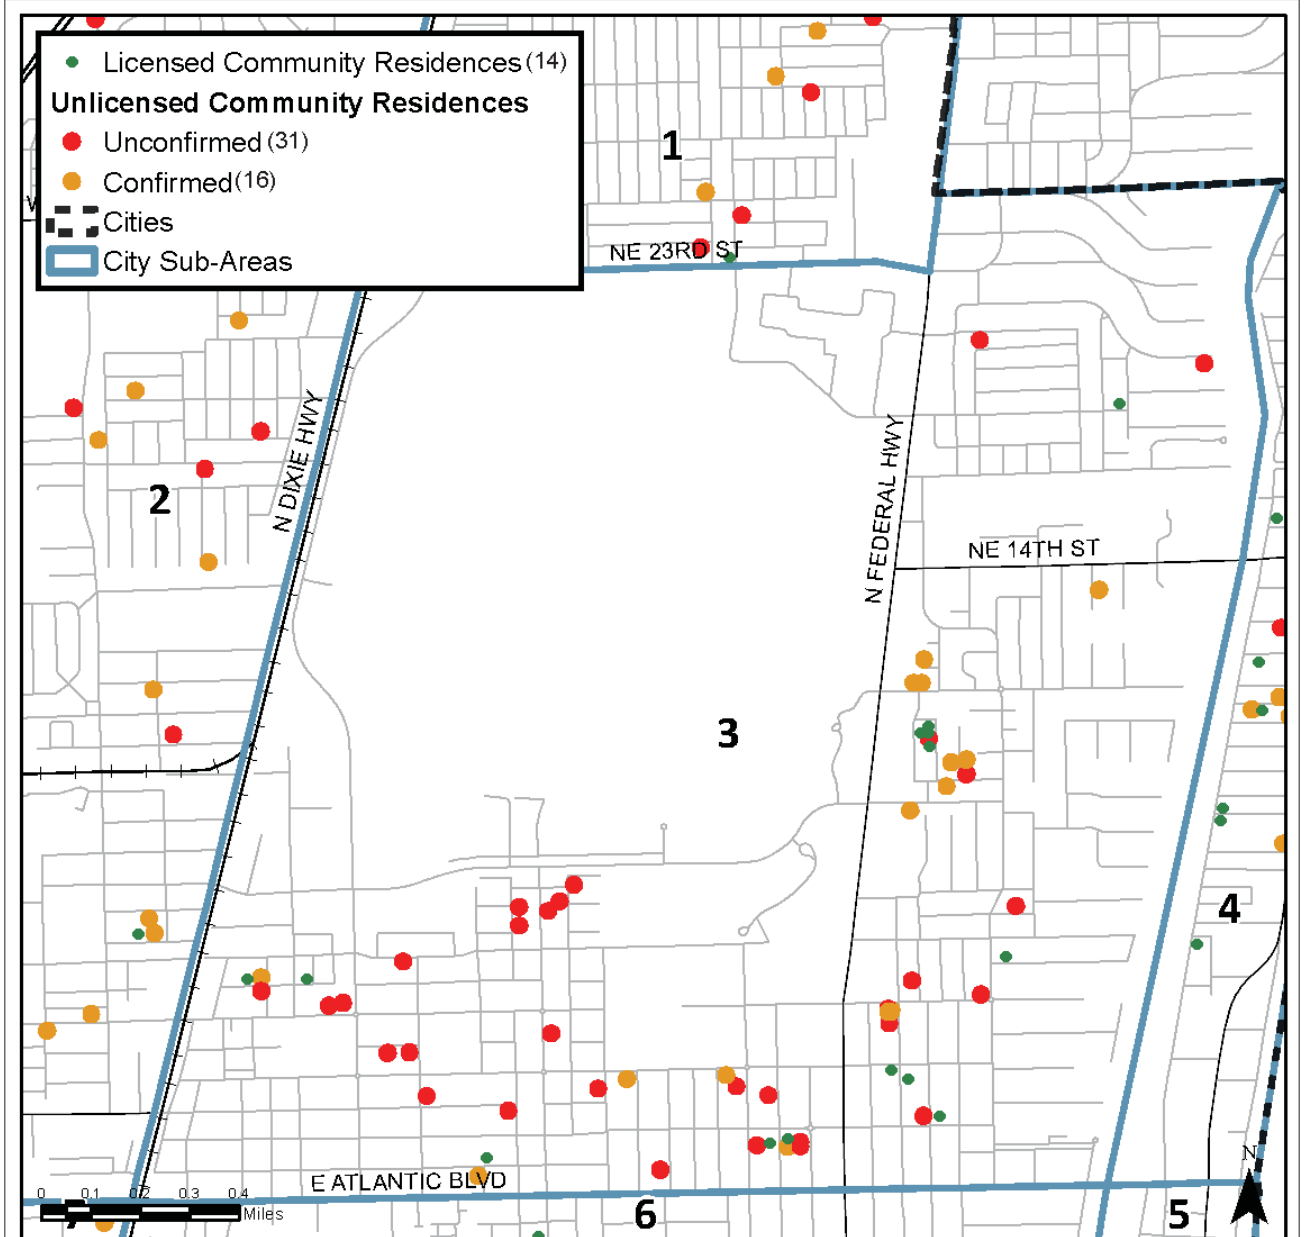 Licensed Community Residences (14)
Unlicensed Community Residences
Unconfirmed (31)
Confirmed (16)
Cities
City Sub-Areas
W
1
NE 23RD ST
N DIXIE HWY
2
N FEDERAL HWY
NE 14TH ST
3
4
E ATLANTIC BLVD
N
0 0.1 0.2 0.3 0.4
Miles
6
5